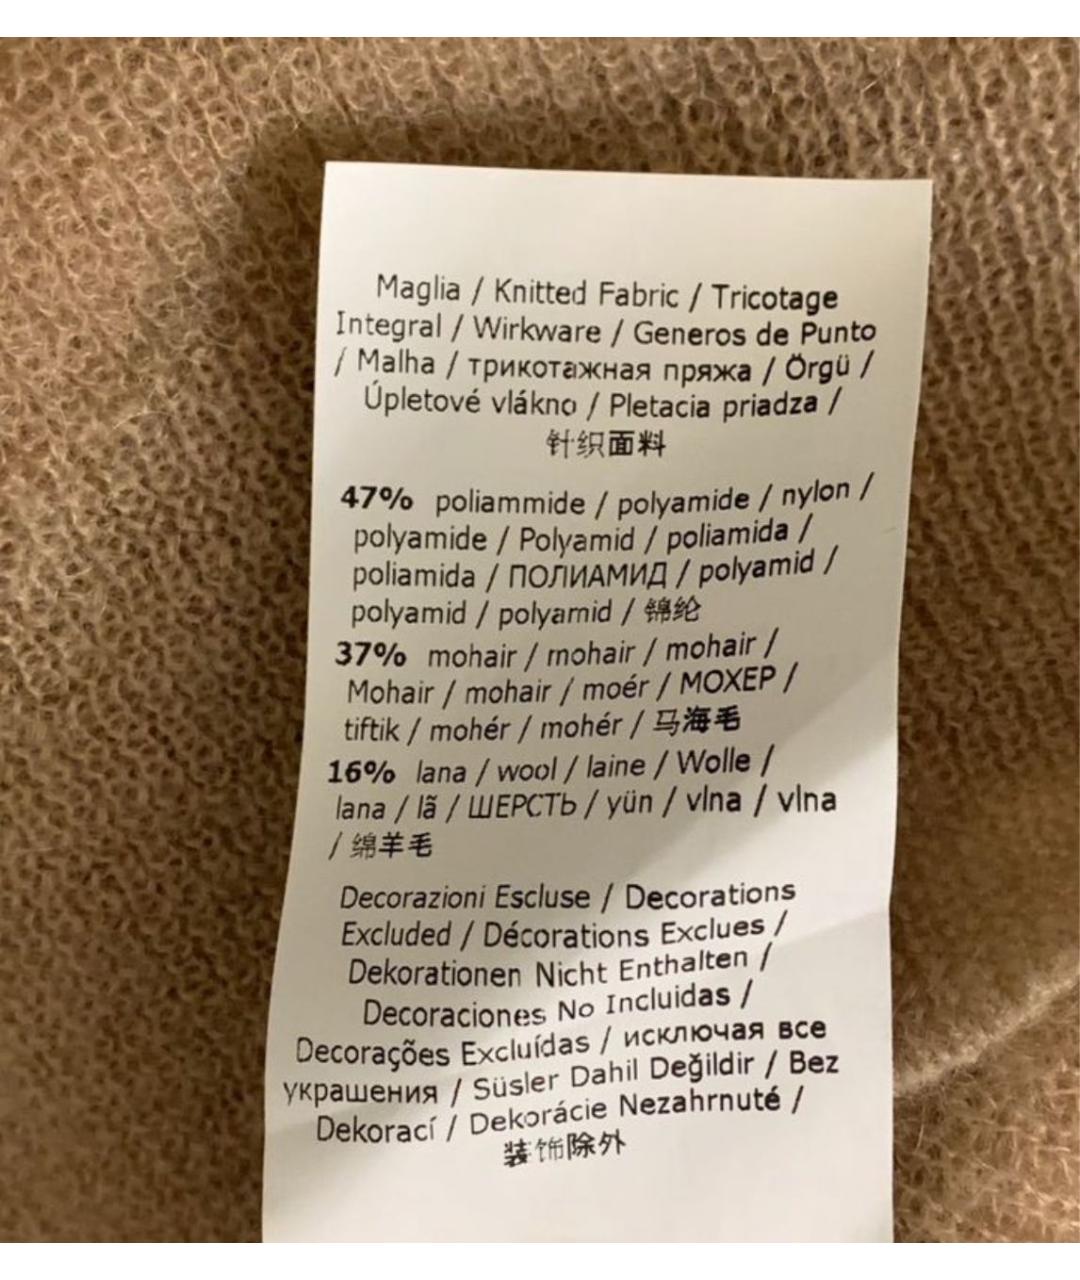 Maglia / Knitted Fabric / Tricotage
Integral / Wirkware / Generos de Punto
/ Malha / трикотажная пряжа / Örgü /
Úpletové vlákno / Pletacia priadza /
针织面料
47% poliammide / polyamide / nylon /
polyamide / Polyamid / poliamida /
poliamida / ПОЛИАМИД / polyamid /
polyamid / polyamid / 锦纶
37% mohair / mohair / mohair /
Mohair / mohair / moér / МОХЕР /
tiftik / mohér / mohér / 马海毛
16% lana / wool / laine / Wolle /
lana / lã / ШЕРСТЬ / yün / vlna / vlna
/ 绵羊毛
Decorazioni Escluse / Decorations
Excluded / Décorations Exclues /
Dekorationen Nicht Enthalten /
Decoraciones No Incluidas /
Decorações Excluídas / исключая все
украшения / Süsler Dahil Değildir / Bez
Dekorací / Dekorácie Nezahrnuté /
装饰除外